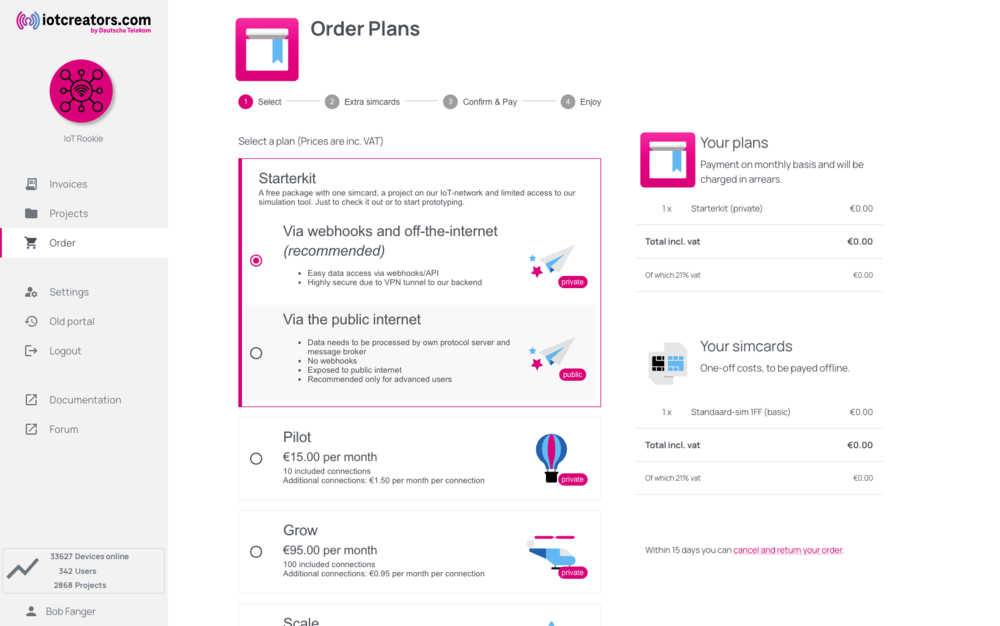 iotcreators.com
by Deutsche Telekom
IoT Rookie
Invoices
Projects
Order
Settings
Old portal
Logout
Documentation
Forum
33627 Devices online
342 Users
2868 Projects
Bob Fanger
Order Plans
1 Select 2 Extra simcards 3 Confirm & Pay 4 Enjoy
Select a plan (Prices are inc. VAT)
Starterkit
A free package with one simcard, a project on our IoT-network and limited access to our
simulation tool. Just to check it out or to start prototyping.
Via webhooks and off-the-internet
(recommended)
• Easy data access via webhooks/API
• Highly secure due to VPN tunnel to our backend
private
Via the public internet
• Data needs to be processed by own protocol server and
message broker
• No webhooks
• Exposed to public internet
• Recommended only for advanced users
public
Pilot
€15.00 per month
10 included connections
Additional connections: €1.50 per month per connection
private
Grow
€95.00 per month
100 included connections
Additional connections: €0.95 per month per connection
private
Scale
Your plans
Payment on monthly basis and will be
charged in arrears.
1 x Starterkit (private) €0.00
Total incl. vat €0.00
Of which 21% vat €0.00
Your simcards
One-off costs, to be payed offline.
1 x Standaard-sim 1FF (basic) €0.00
Total incl. vat €0.00
Of which 21% vat €0.00
Within 15 days you can cancel and return your order.